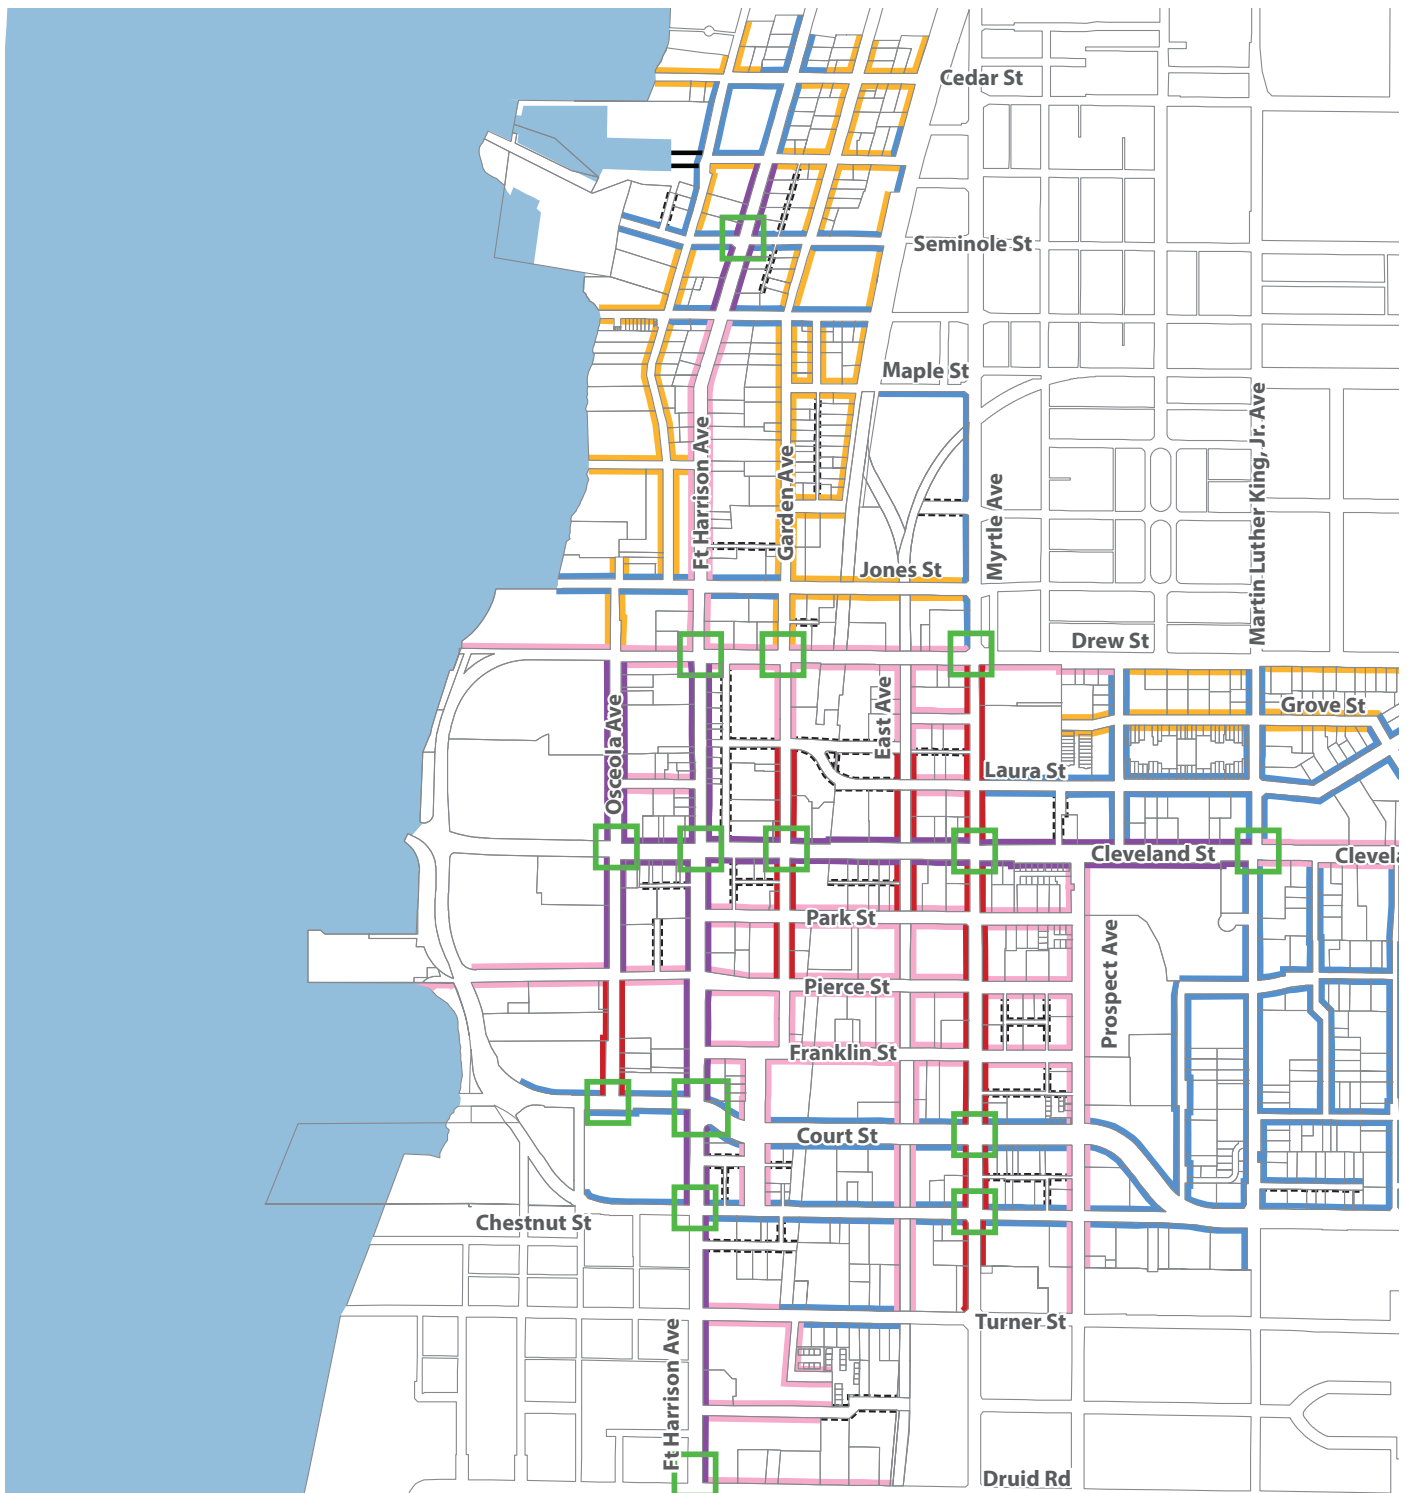 Cedar St
Seminole St
Maple St
Ft Harrison Ave
Garden Ave
Myrtle Ave
Martin Luther King, Jr. Ave
Jones St
Drew St
East Ave
Osceola Ave
Grove St
Laura St
Cleveland St
Clevela
Park St
Pierce St
Prospect Ave
Franklin St
Court St
Chestnut St
Turner St
Ft Harrison Ave
Druid Rd